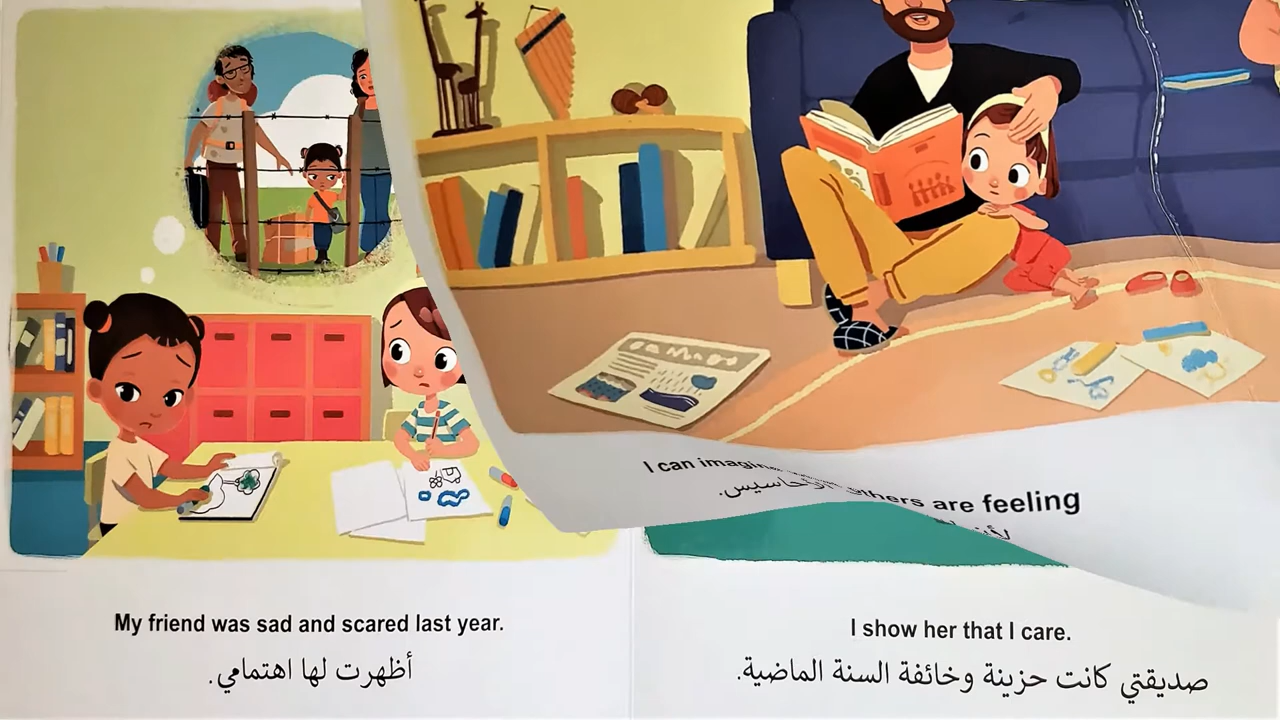 I can imagine
الأحاسيس.
others are feeling
My friend was sad and scared last year.
أظهرت لها اهتمامي.
I show her that I care.
صديقتي كانت حزينة وخائفة السنة الماضية.